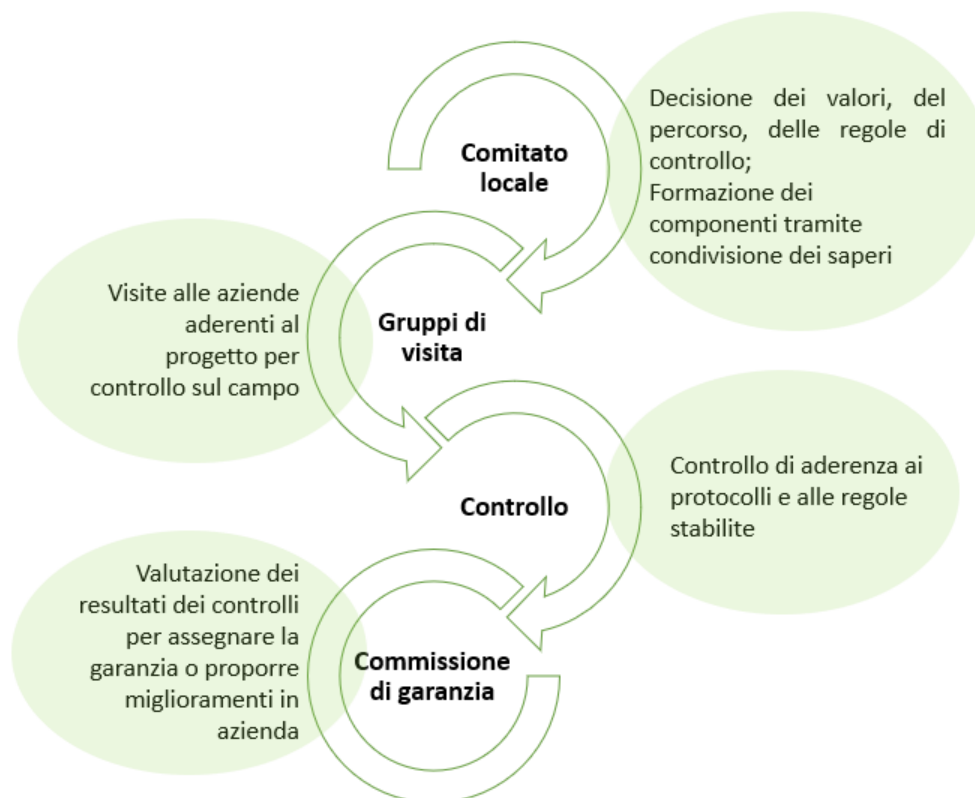 Comitato
locale
Decisione dei valori, del
percorso, delle regole di
controllo;
Formazione dei
componenti tramite
condivisione dei saperi
Gruppi di
visita
Visite alle aziende
aderenti al
progetto per
controllo sul campo
Controllo
Controllo di aderenza ai
protocolli e alle regole
stabilite
Commissione
di garanzia
Valutazione dei
resultati dei controlli
per assegnare la
garanzia o proporre
miglioramenti in
azienda